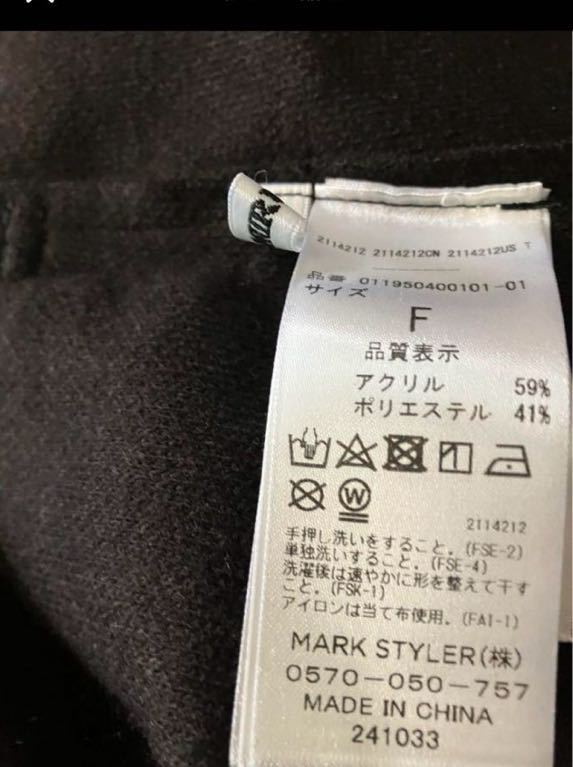 2114212 2114212CN 2114212US T
品番 011950400101-01
サイズ
F
品質表示
アクリル 59%
ポリエステル 41%
W
2114212
手押し洗いをすること。(FSE-2)
単独洗いすること。(FSE-4)
洗濯後は速やかに形を整えて干す
こと。(FSK-1)
アイロンは当て布使用。(FAI-1)
MARK STYLER(株)
0570-050-757
MADE IN CHINA
241033